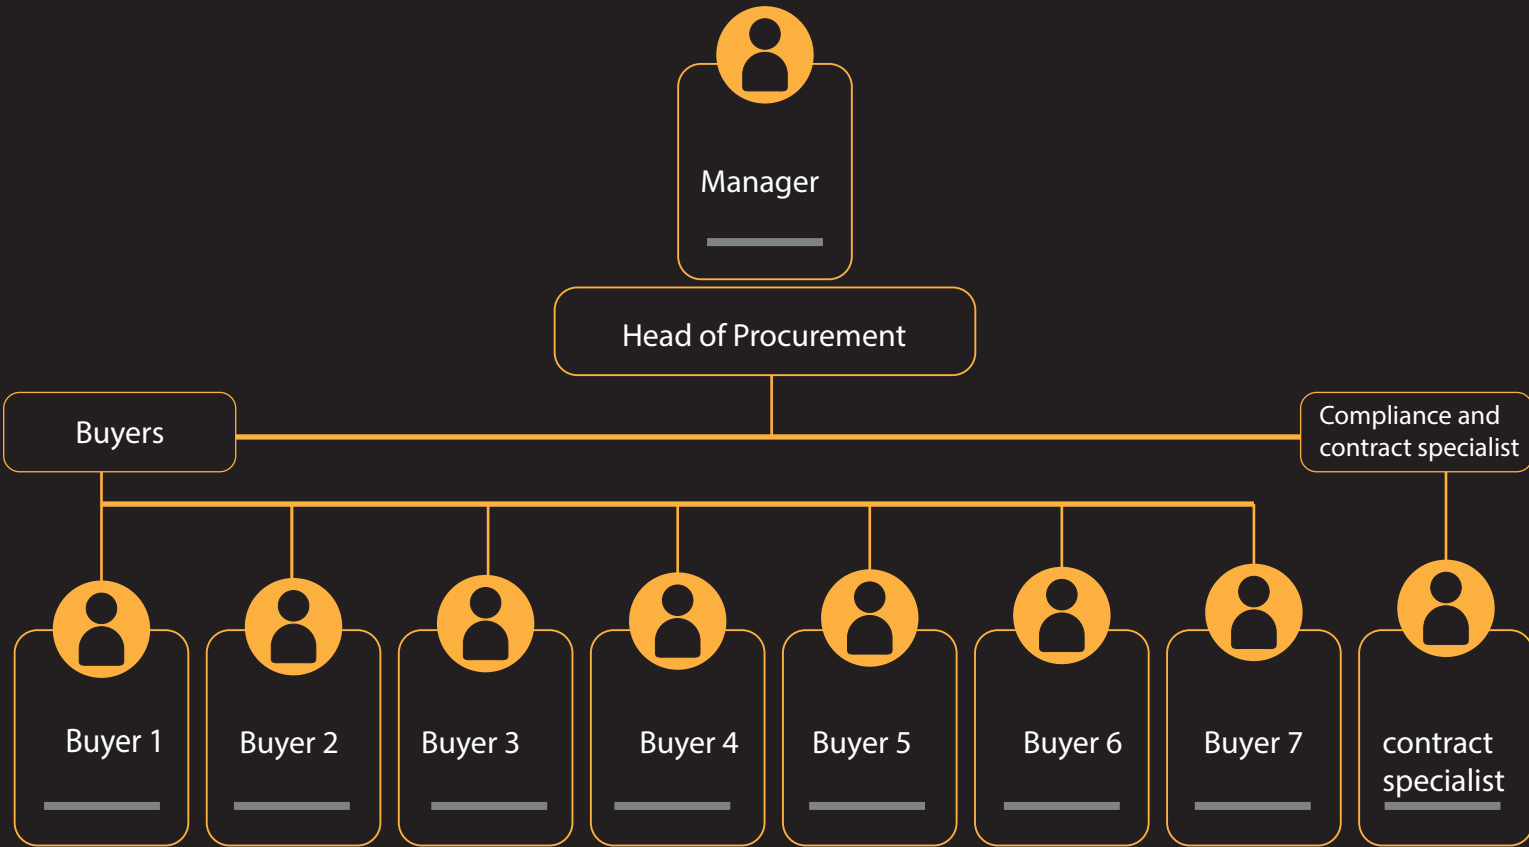 Manager
Head of Procurement
Buyers
Compliance and
contract specialist
Buyer 1
Buyer 2
Buyer 3
Buyer 4
Buyer 5
Buyer 6
Buyer 7
contract
specialist